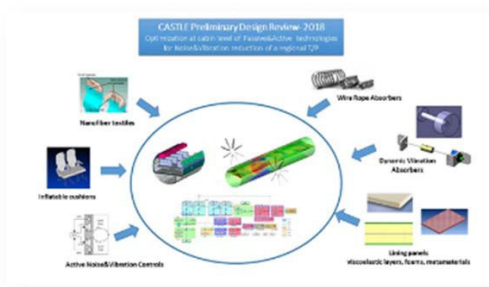 CASTLE Preliminary Design Review-2018
Optimization at cabin level of Passive&Active technologies
for Noise&Vibration reduction of a regional T/P
Nanofiber textiles
Wire Rope Absorbers
Inflatable cushions
Dynamic Vibration
Absorbers
Active Noise&Vibration Controls
Lining panels
viscoelastic layers, foams, metamaterials